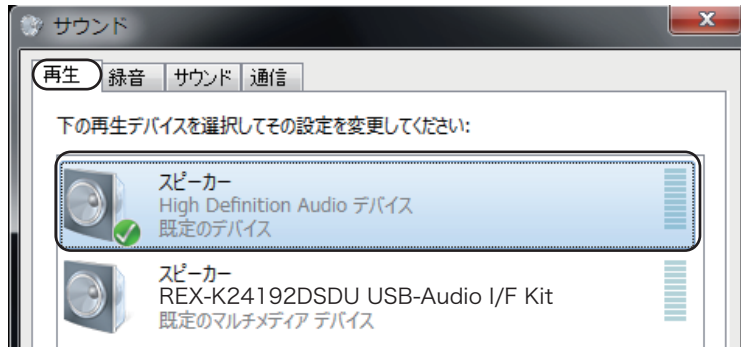 サウンド
再生 録音 サウンド 通信
下の再生デバイスを選択してその設定を変更してください:
スピーカー
High Definition Audio デバイス
既定のデバイス
スピーカー
REX-K24192DSDU USB-Audio I/F Kit
既定のマルチメディア デバイス